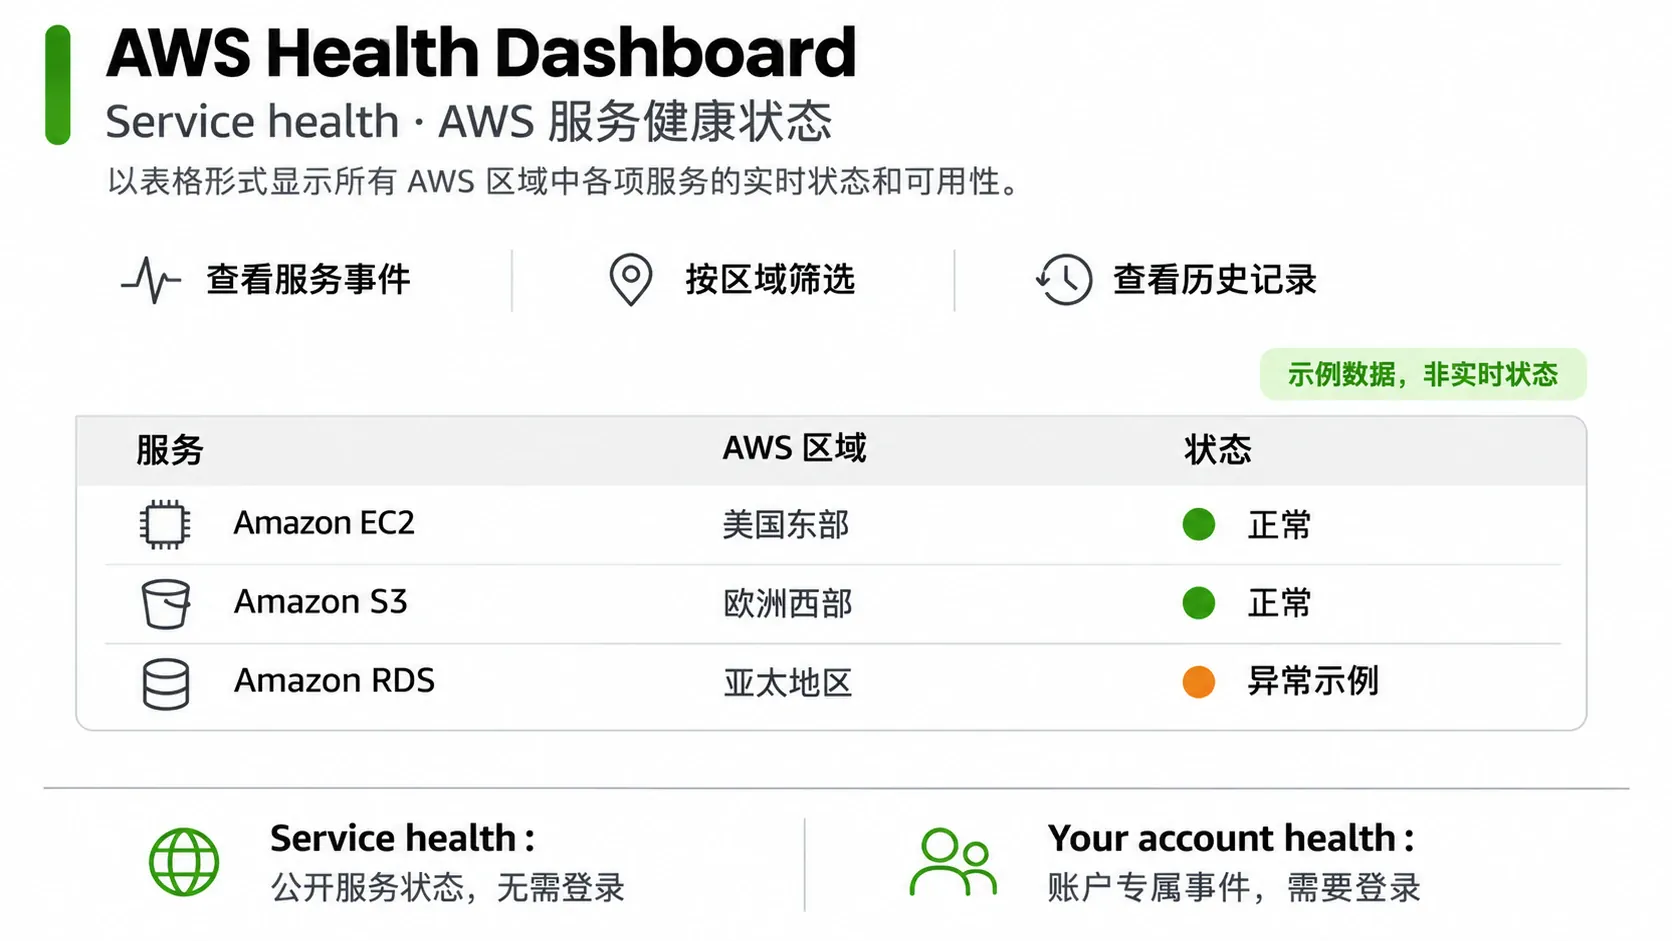 AWS Health Dashboard
Service health · AWS 服务健康状态
以表格形式显示所有 AWS 区域中各项服务的实时状态和可用性。
查看服务事件
按区域筛选
查看历史记录
示例数据，非实时状态
服务 AWS 区域 状态
Amazon EC2 美国东部 正常
Amazon S3 欧洲西部 正常
Amazon RDS 亚太地区 异常示例
Service health :
公开服务状态，无需登录
Your account health :
账户专属事件，需要登录